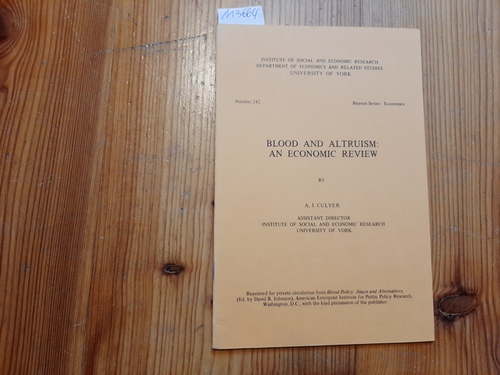 113664
INSTITUTE OF SOCIAL AND ECONOMIC RESEARCH
DEPARTMENT OF ECONOMICS AND RELATED STUDIES
UNIVERSITY OF YORK
Number 242 Reprint Series: Economics
BLOOD AND ALTRUISM:
AN ECONOMIC REVIEW
BY
A. J. CULYER
ASSISTANT DIRECTOR
INSTITUTE OF SOCIAL AND ECONOMIC RESEARCH
UNIVERSITY OF YORK
Reprinted for private circulation from Blood Policy: Issues and Alternatives,
(Ed. by David B. Johnson), American Enterprise Institute for Public Policy Research,
Washington, D.C., with the kind permission of the publisher.